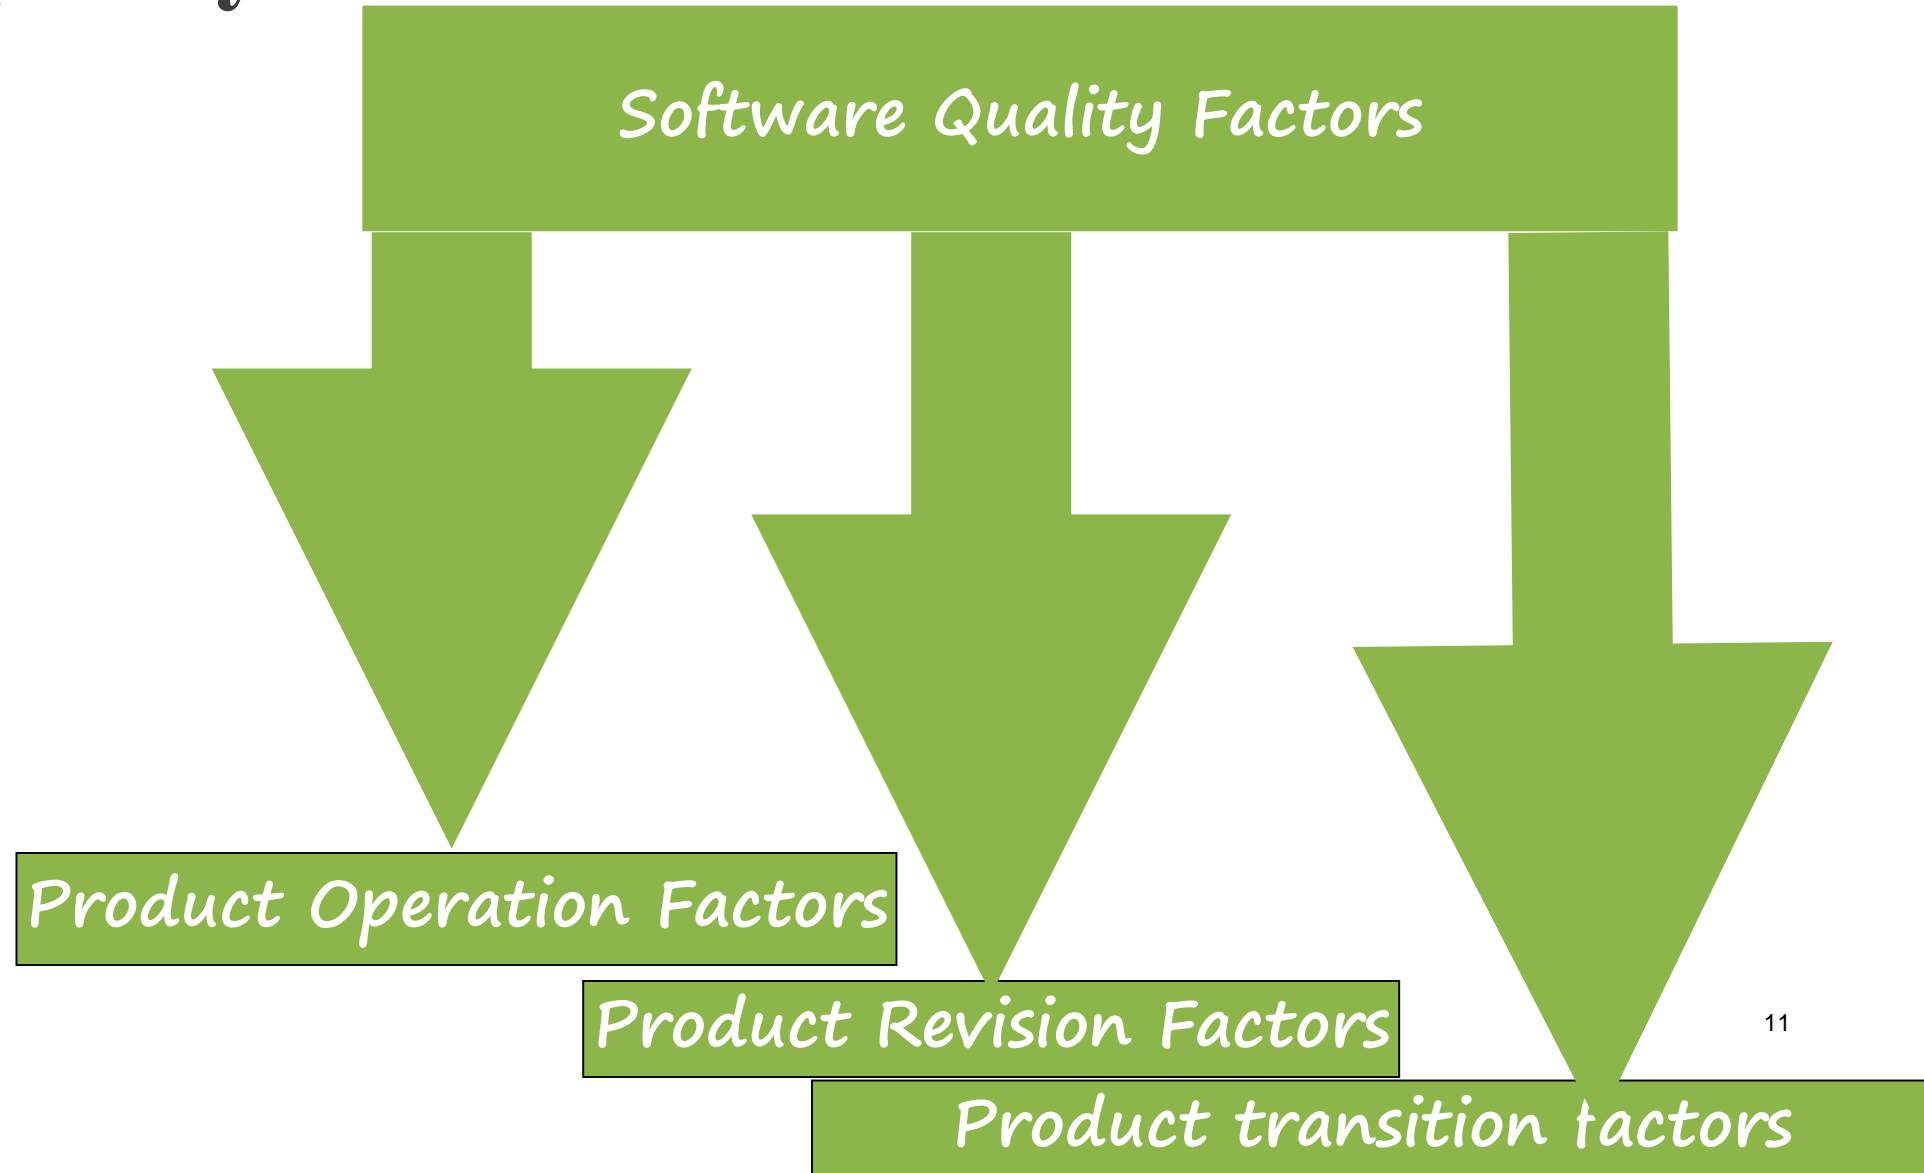 Software Quality Factors
Product Operation Factors
Product Revision Factors
11
Product transition factors